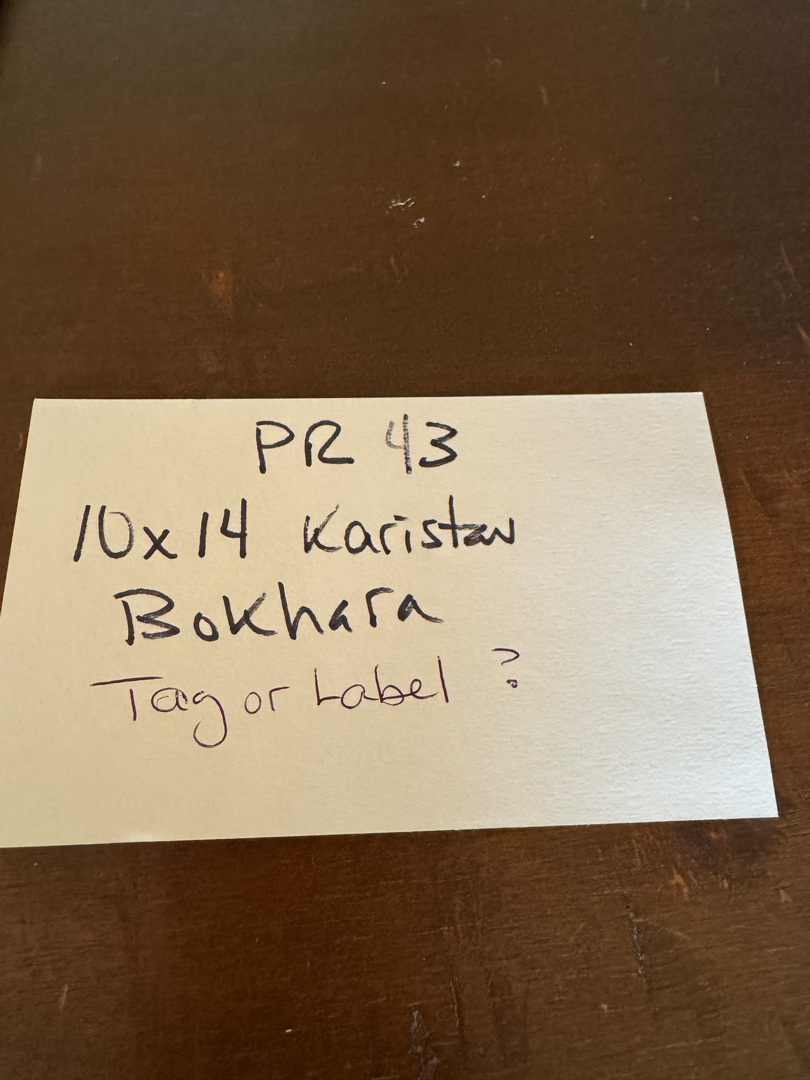 PR 43
10x14 Karistan
Bokhara
Tag or Label ?